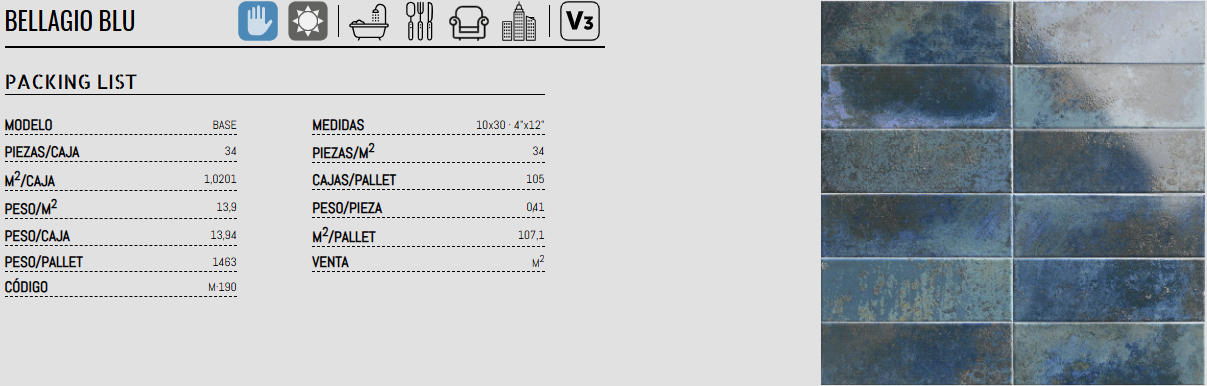 BELLAGIO BLU
V3
PACKING LIST
MODELO BASE
PIEZAS/CAJA 34
M²/CAJA 1,0201
PESO/M² 13,9
PESO/CAJA 13,94
PESO/PALLET 1463
CÓDIGO M-190
MEDIDAS 10x30 · 4"x12"
PIEZAS/M² 34
CAJAS/PALLET 105
PESO/PIEZA 0,41
M²/PALLET 107,1
VENTA M²